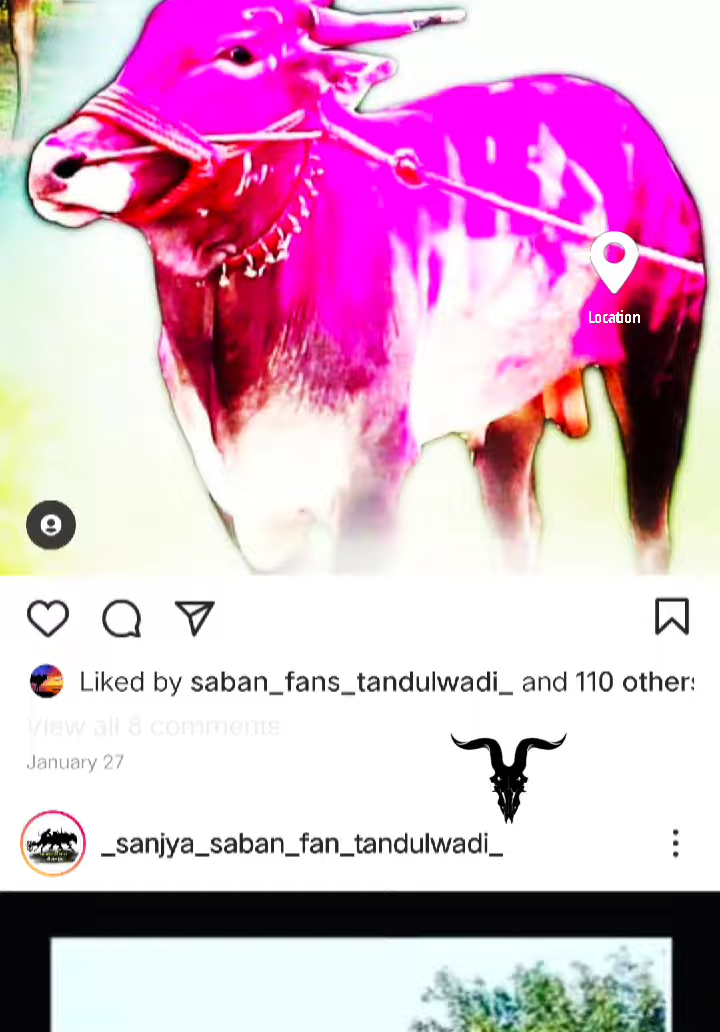 Location
Liked by saban_fans_tandulwadi_ and 110 others
View all 8 comments
January 27
_sanjya_saban_fan_tandulwadi_